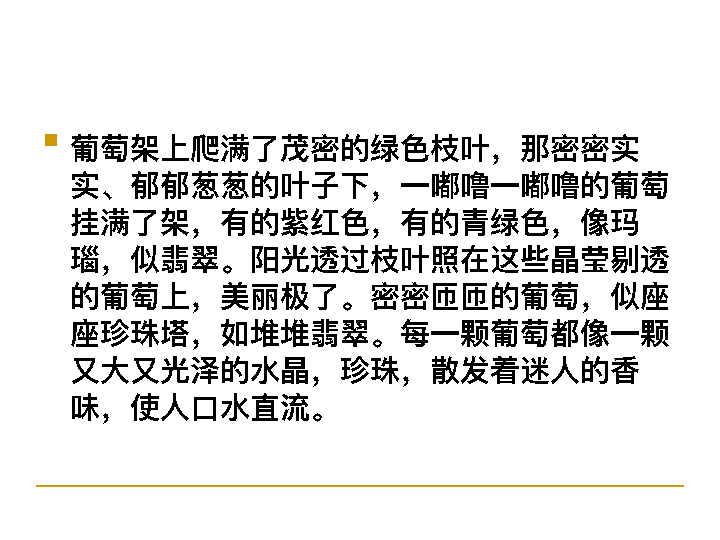 葡萄架上爬满了茂密的绿色枝叶，那密密实
实、郁郁葱葱的叶子下，一嘟噜一嘟噜的葡萄
挂满了架，有的紫红色，有的青绿色，像玛
瑙，似翡翠。阳光透过枝叶照在这些晶莹剔透
的葡萄上，美丽极了。密密匝匝的葡萄，似座
座珍珠塔，如堆堆翡翠。每一颗葡萄都像一颗
又大又光泽的水晶，珍珠，散发着迷人的香
味，使人口水直流。